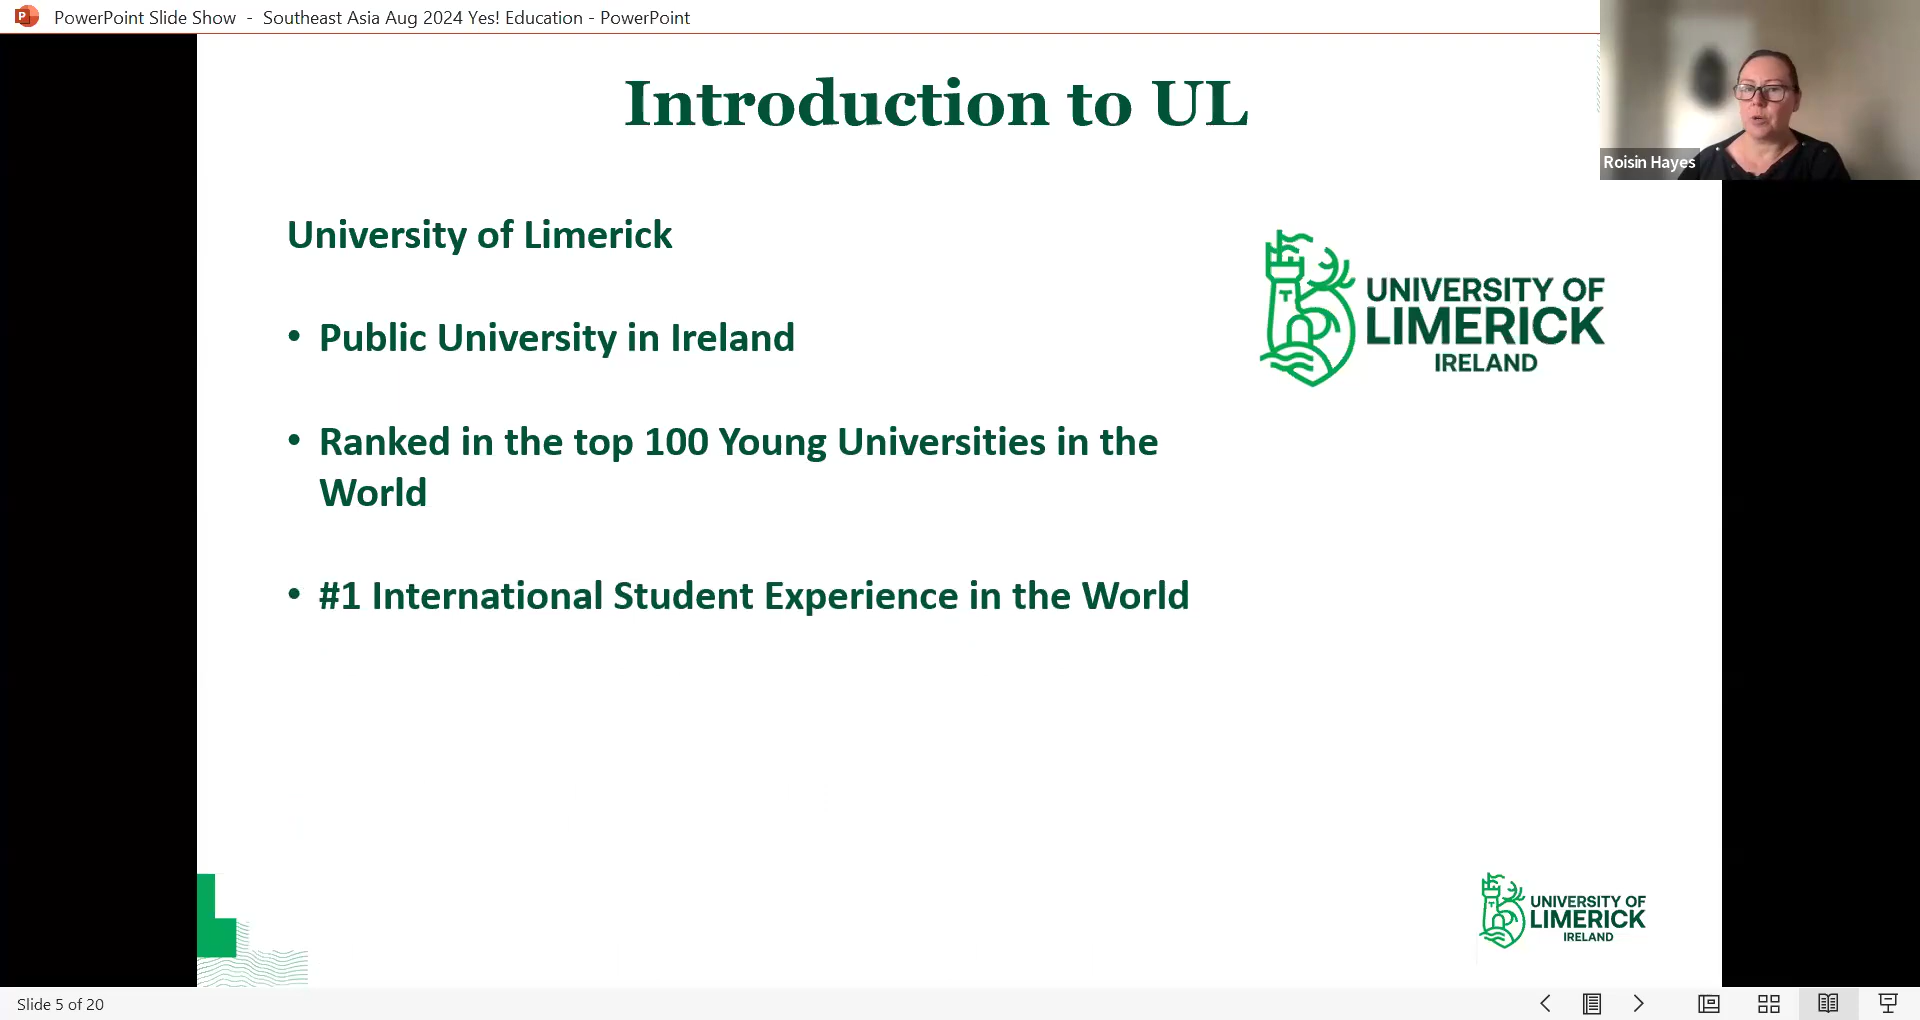 PowerPoint Slide Show - Southeast Asia Aug 2024 Yes! Education - PowerPoint
Introduction to UL
Roisin Hayes
University of Limerick
UNIVERSITY OF
LIMERICK
IRELAND
• Public University in Ireland
• Ranked in the top 100 Young Universities in the
World
• #1 International Student Experience in the World
UNIVERSITY OF
LIMERICK
IRELAND
Slide 5 of 20